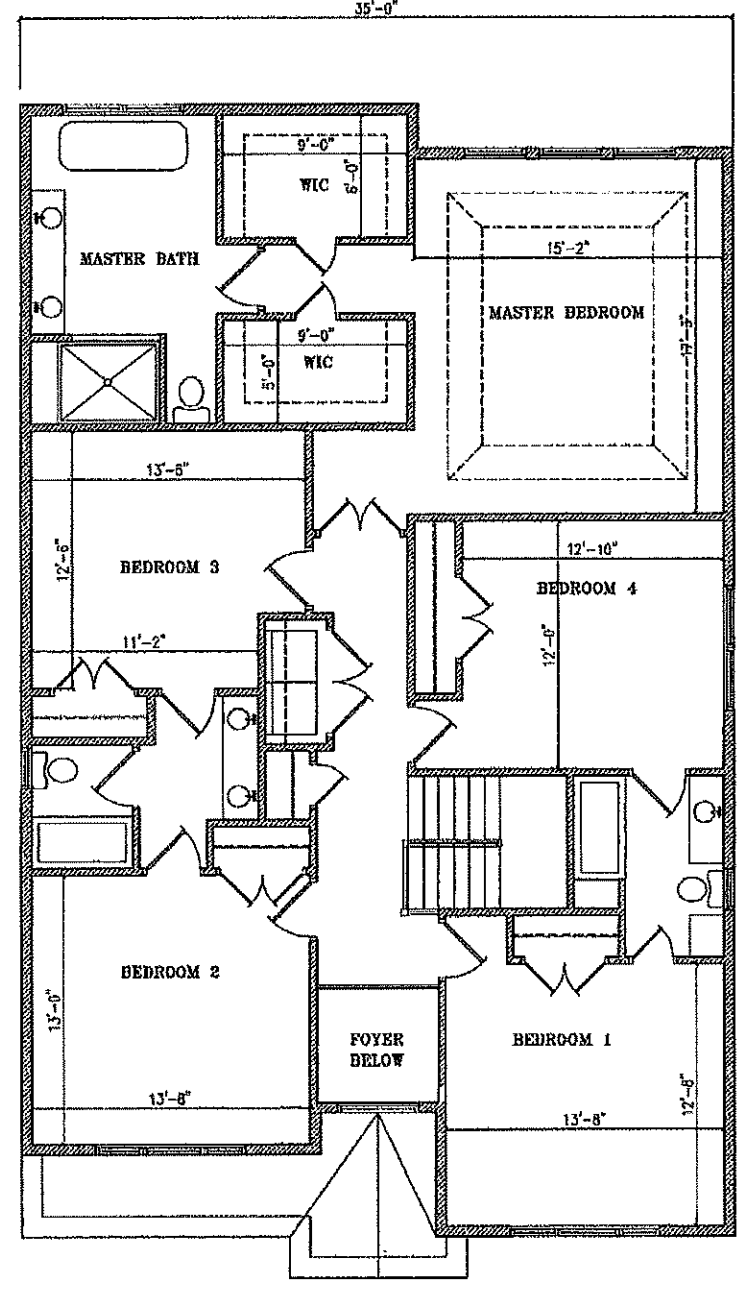 35'-0"
9'-0"
WIC
6'-0"
MASTER BATH
15'-2"
MASTER BEDROOM
17'-3"
9'-0"
WIC
5'-0"
13'-6"
12'-6"
BEDROOM 3
11'-2"
12'-10"
BEDROOM 4
12'-0"
BEDROOM 2
13'-0"
13'-8"
FOYER
BELOW
BEDROOM 1
12'-8"
13'-8"